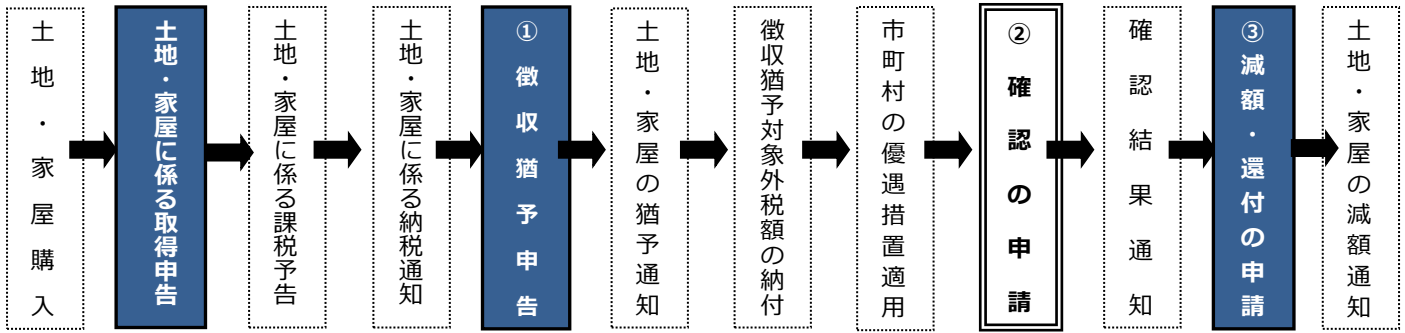 土地・家屋購入
土地・家屋に係る取得申告
土地・家屋に係る課税予告
土地・家屋に係る納税通知
①徴収猶予申告
土地・家屋の猶予通知
徴収猶予対象外税額の納付
市町村の優遇措置適用
②確認の申請
確認結果通知
③減額・還付の申請
土地・家屋の減額通知